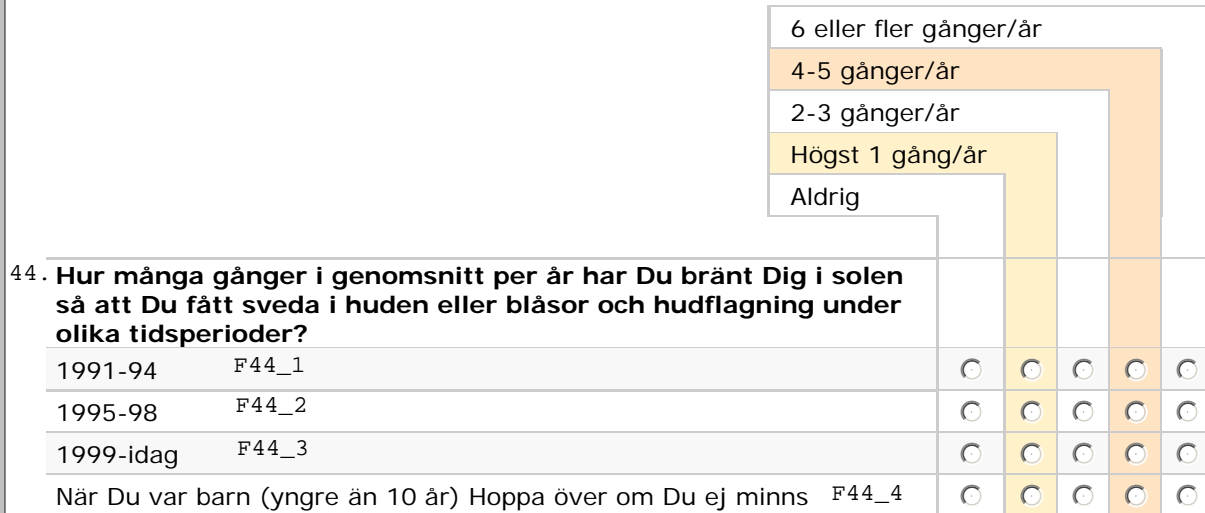 6 eller fler gånger/år
4-5 gånger/år
2-3 gånger/år
Högst 1 gång/år
Aldrig
44. Hur många gånger i genomsnitt per år har Du bränt Dig i solen
så att Du fått sveda i huden eller blåsor och hudflagning under
olika tidsperioder?
1991-94 F44_1
1995-98 F44_2
1999-idag F44_3
När Du var barn (yngre än 10 år) Hoppa över om Du ej minns F44_4